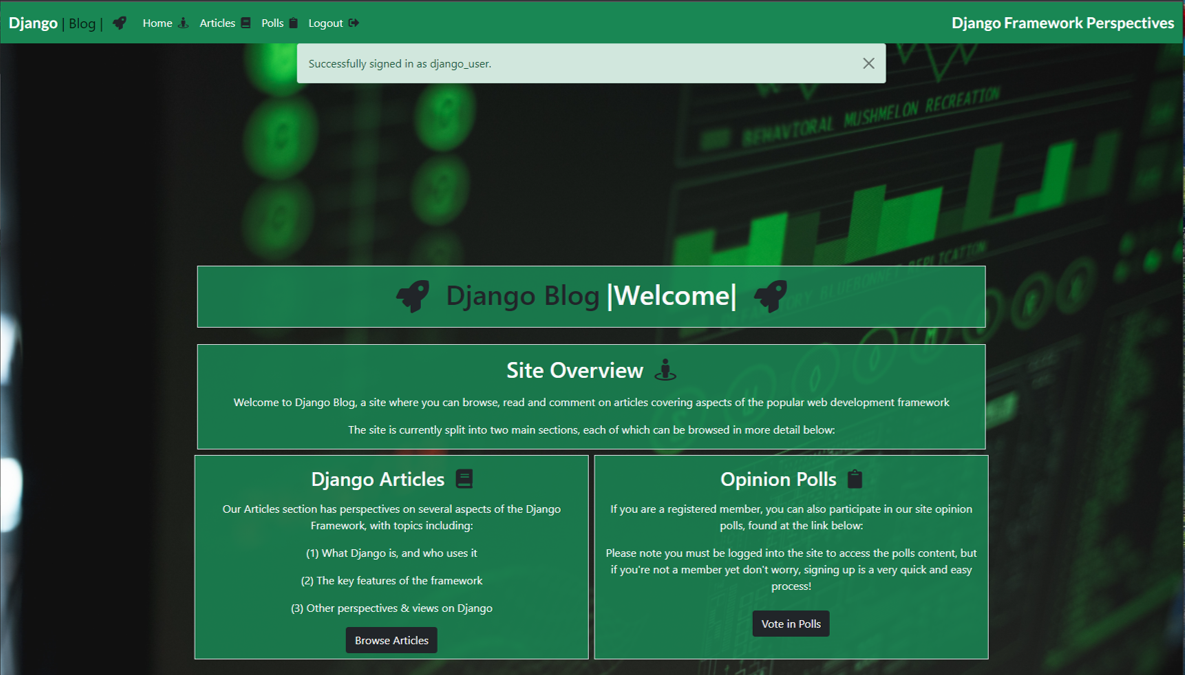 Django | Blog | Home Articles Polls Logout Django Framework Perspectives
Successfully signed in as django_user.
BEHAVIORAL MUSHMELON RECREATION
REPLICATION
Django Blog |Welcome|
Site Overview
Welcome to Django Blog, a site where you can browse, read and comment on articles covering aspects of the popular web development framework
The site is currently split into two main sections, each of which can be browsed in more detail below:
Django Articles
Our Articles section has perspectives on several aspects of the Django
Framework, with topics including:
(1) What Django is, and who uses it
(2) The key features of the framework
(3) Other perspectives & views on Django
Browse Articles
Opinion Polls
If you are a registered member, you can also participate in our site opinion
polls, found at the link below:
Please note you must be logged into the site to access the polls content, but
if you're not a member yet don't worry, signing up is a very quick and easy
process!
Vote in Polls